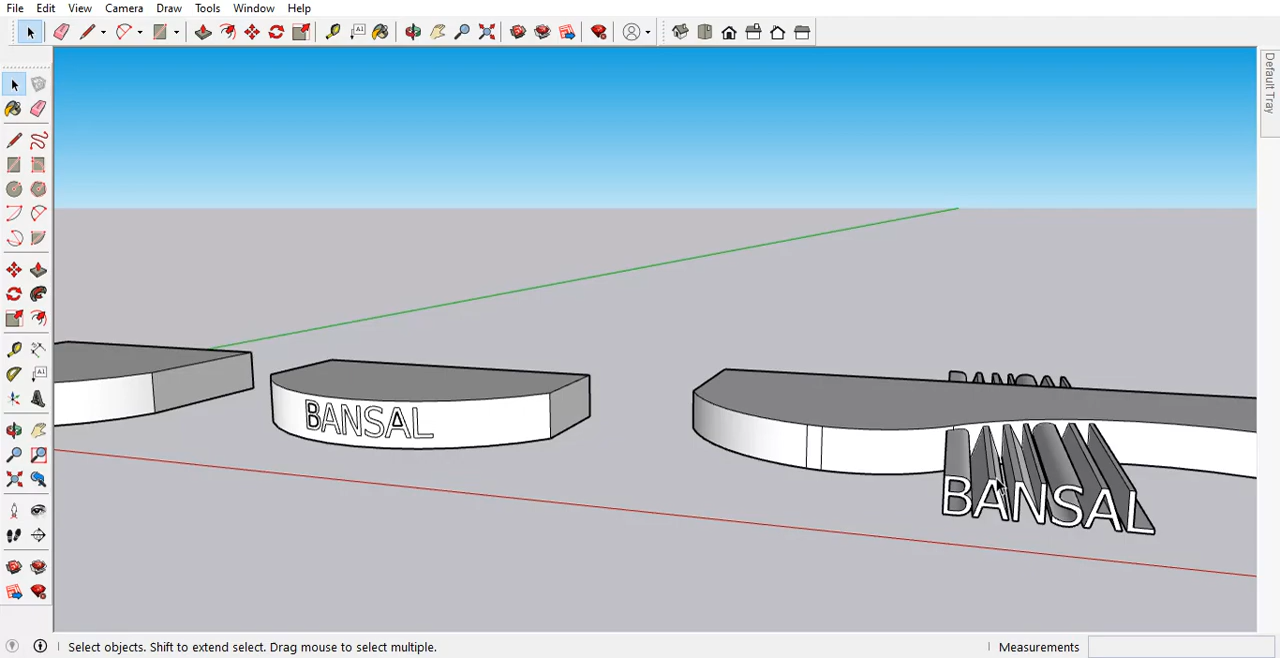 File Edit View Camera Draw Tools Window Help
Default Tray
BANSAL
BANSAL
Select objects. Shift to extend select. Drag mouse to select multiple.
Measurements